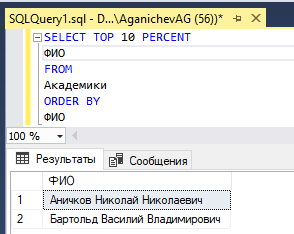 SQLQuery1.sql - D...\AganichevAG (56))*
SELECT TOP 10 PERCENT
ФИО
FROM
Академики
ORDER BY
ФИО
100 %
Результаты Сообщения
ФИО
1 Аничков Николай Николаевич
2 Бартольд Василий Владимирович